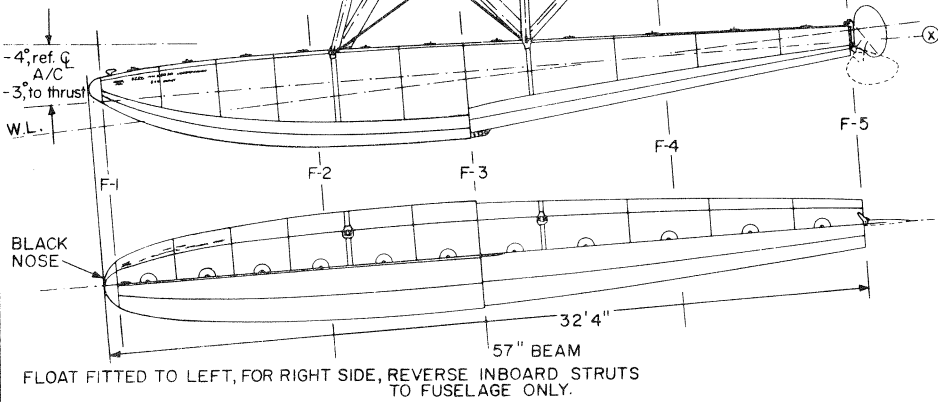 -4°, ref. ℄
A/C
-3°, to thrust
W.L.
X
F-1
F-2
F-3
F-4
F-5
BLACK
NOSE
32'4"
57" BEAM
FLOAT FITTED TO LEFT, FOR RIGHT SIDE, REVERSE INBOARD STRUTS
TO FUSELAGE ONLY.